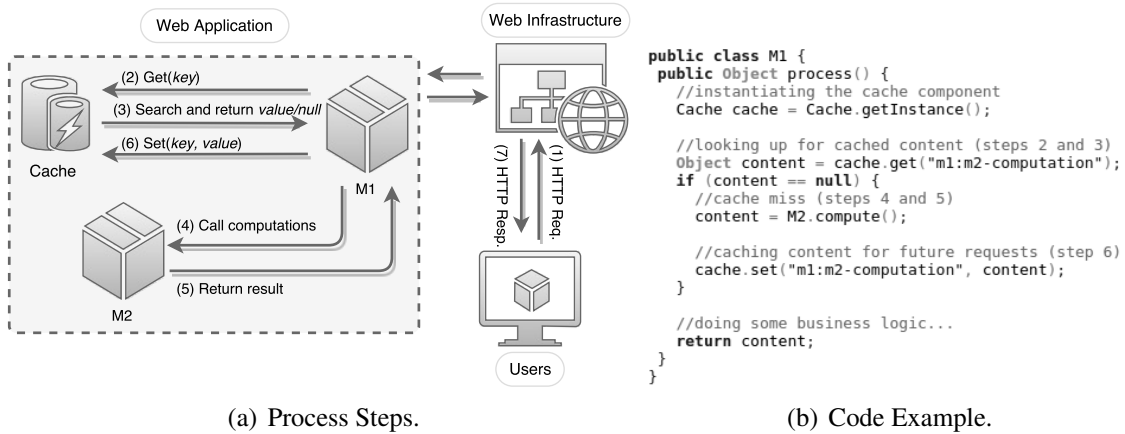 Web Application
Web Infrastructure
(2) Get(key)
(3) Search and return value/null
(6) Set(key, value)
Cache
M1
(4) Call computations
(5) Return result
M2
(7) HTTP Resp.
(1) HTTP Req.
Users
(a) Process Steps.
public class M1 {
public Object process() {
//instantiating the cache component
Cache cache = Cache.getInstance();
//looking up for cached content (steps 2 and 3)
Object content = cache.get("m1:m2-computation");
if (content == null) {
//cache miss (steps 4 and 5)
content = M2.compute();
//caching content for future requests (step 6)
cache.set("m1:m2-computation", content);
}
//doing some business logic...
return content;
}
}
(b) Code Example.